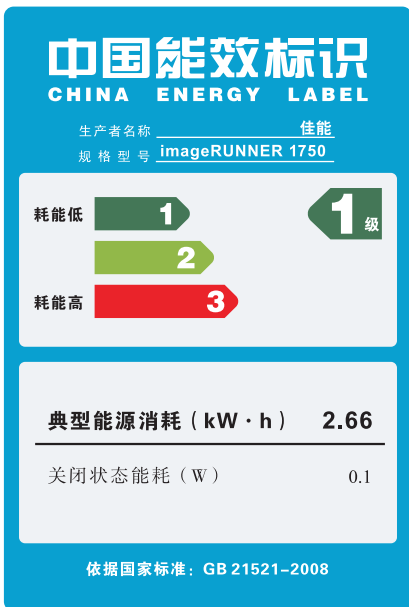 中国能效标识
CHINA ENERGY LABEL
生产者名称 佳能
规格型号 imageRUNNER 1750
耗能低 1 1级
2
耗能高 3
典型能源消耗（kW·h） 2.66
关闭状态能耗（W） 0.1
依据国家标准：GB 21521-2008